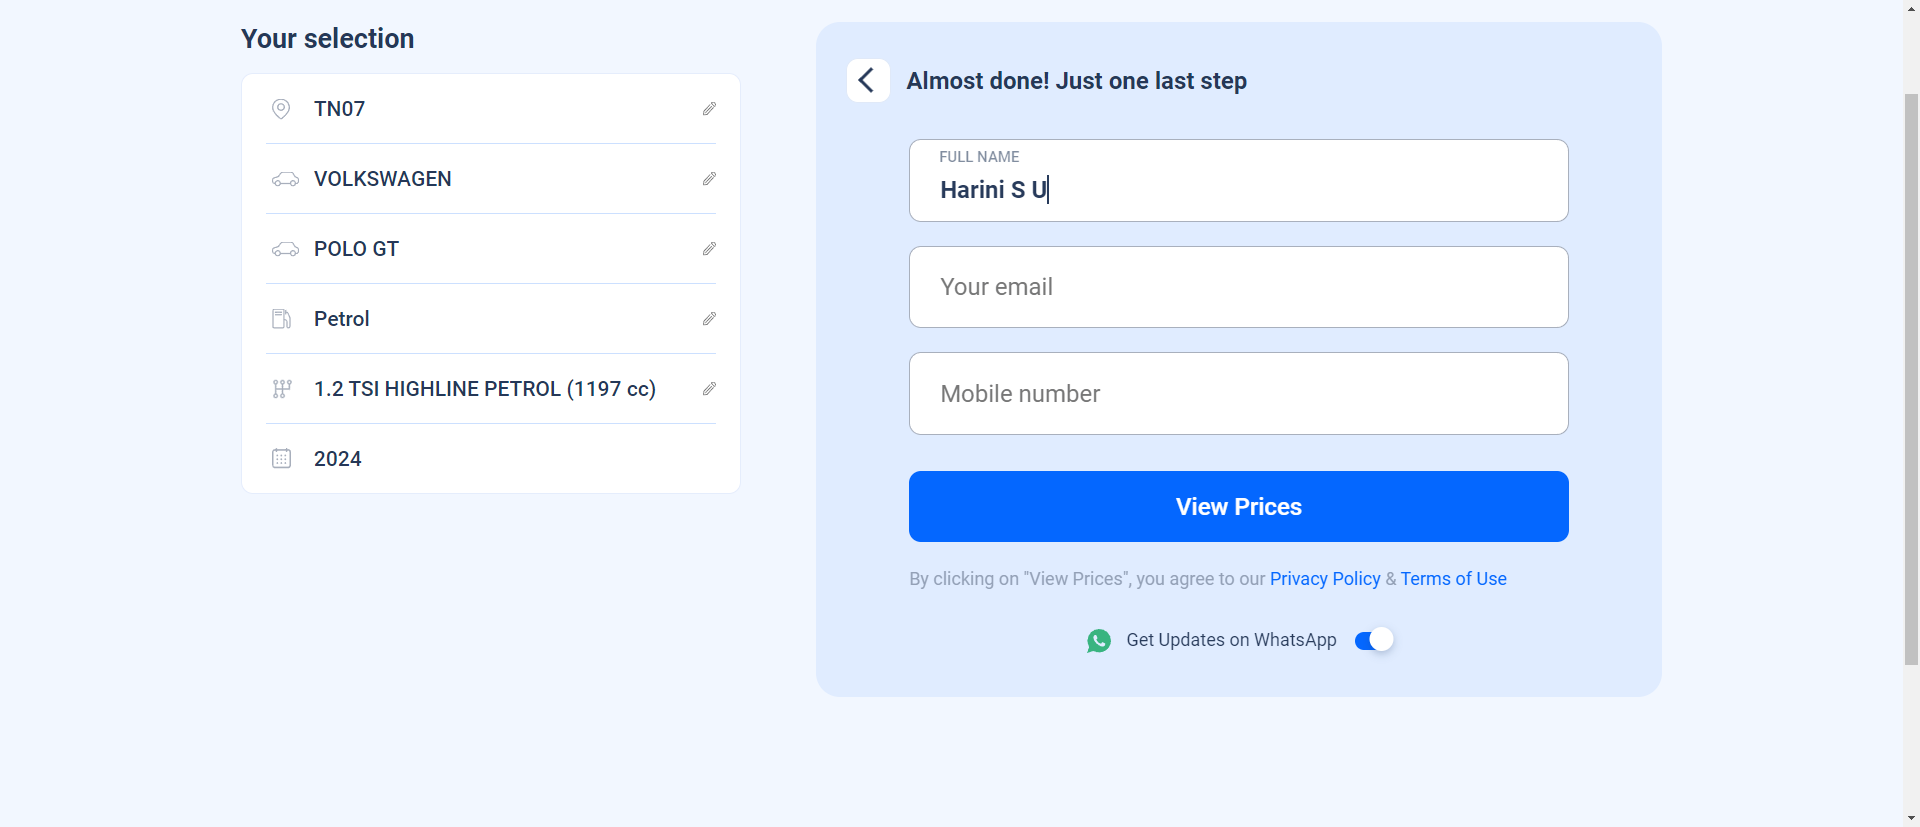 Your selection
TN07
VOLKSWAGEN
POLO GT
Petrol
1.2 TSI HIGHLINE PETROL (1197 cc)
2024
Almost done! Just one last step
FULL NAME
Harini S U
Your email
Mobile number
View Prices
By clicking on "View Prices", you agree to our Privacy Policy & Terms of Use
Get Updates on WhatsApp